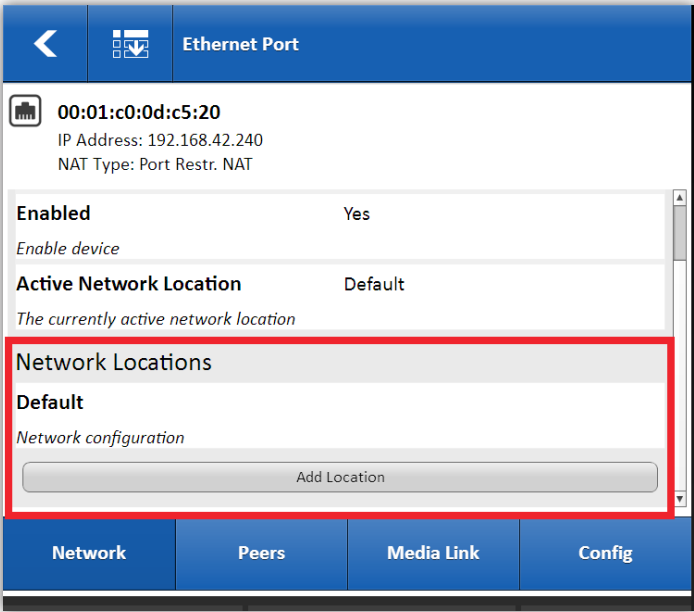 Ethernet Port
00:01:c0:0d:c5:20
IP Address: 192.168.42.240
NAT Type: Port Restr. NAT
Enabled Yes
Enable device
Active Network Location Default
The currently active network location
Network Locations
Default
Network configuration
Add Location
Network Peers Media Link Config